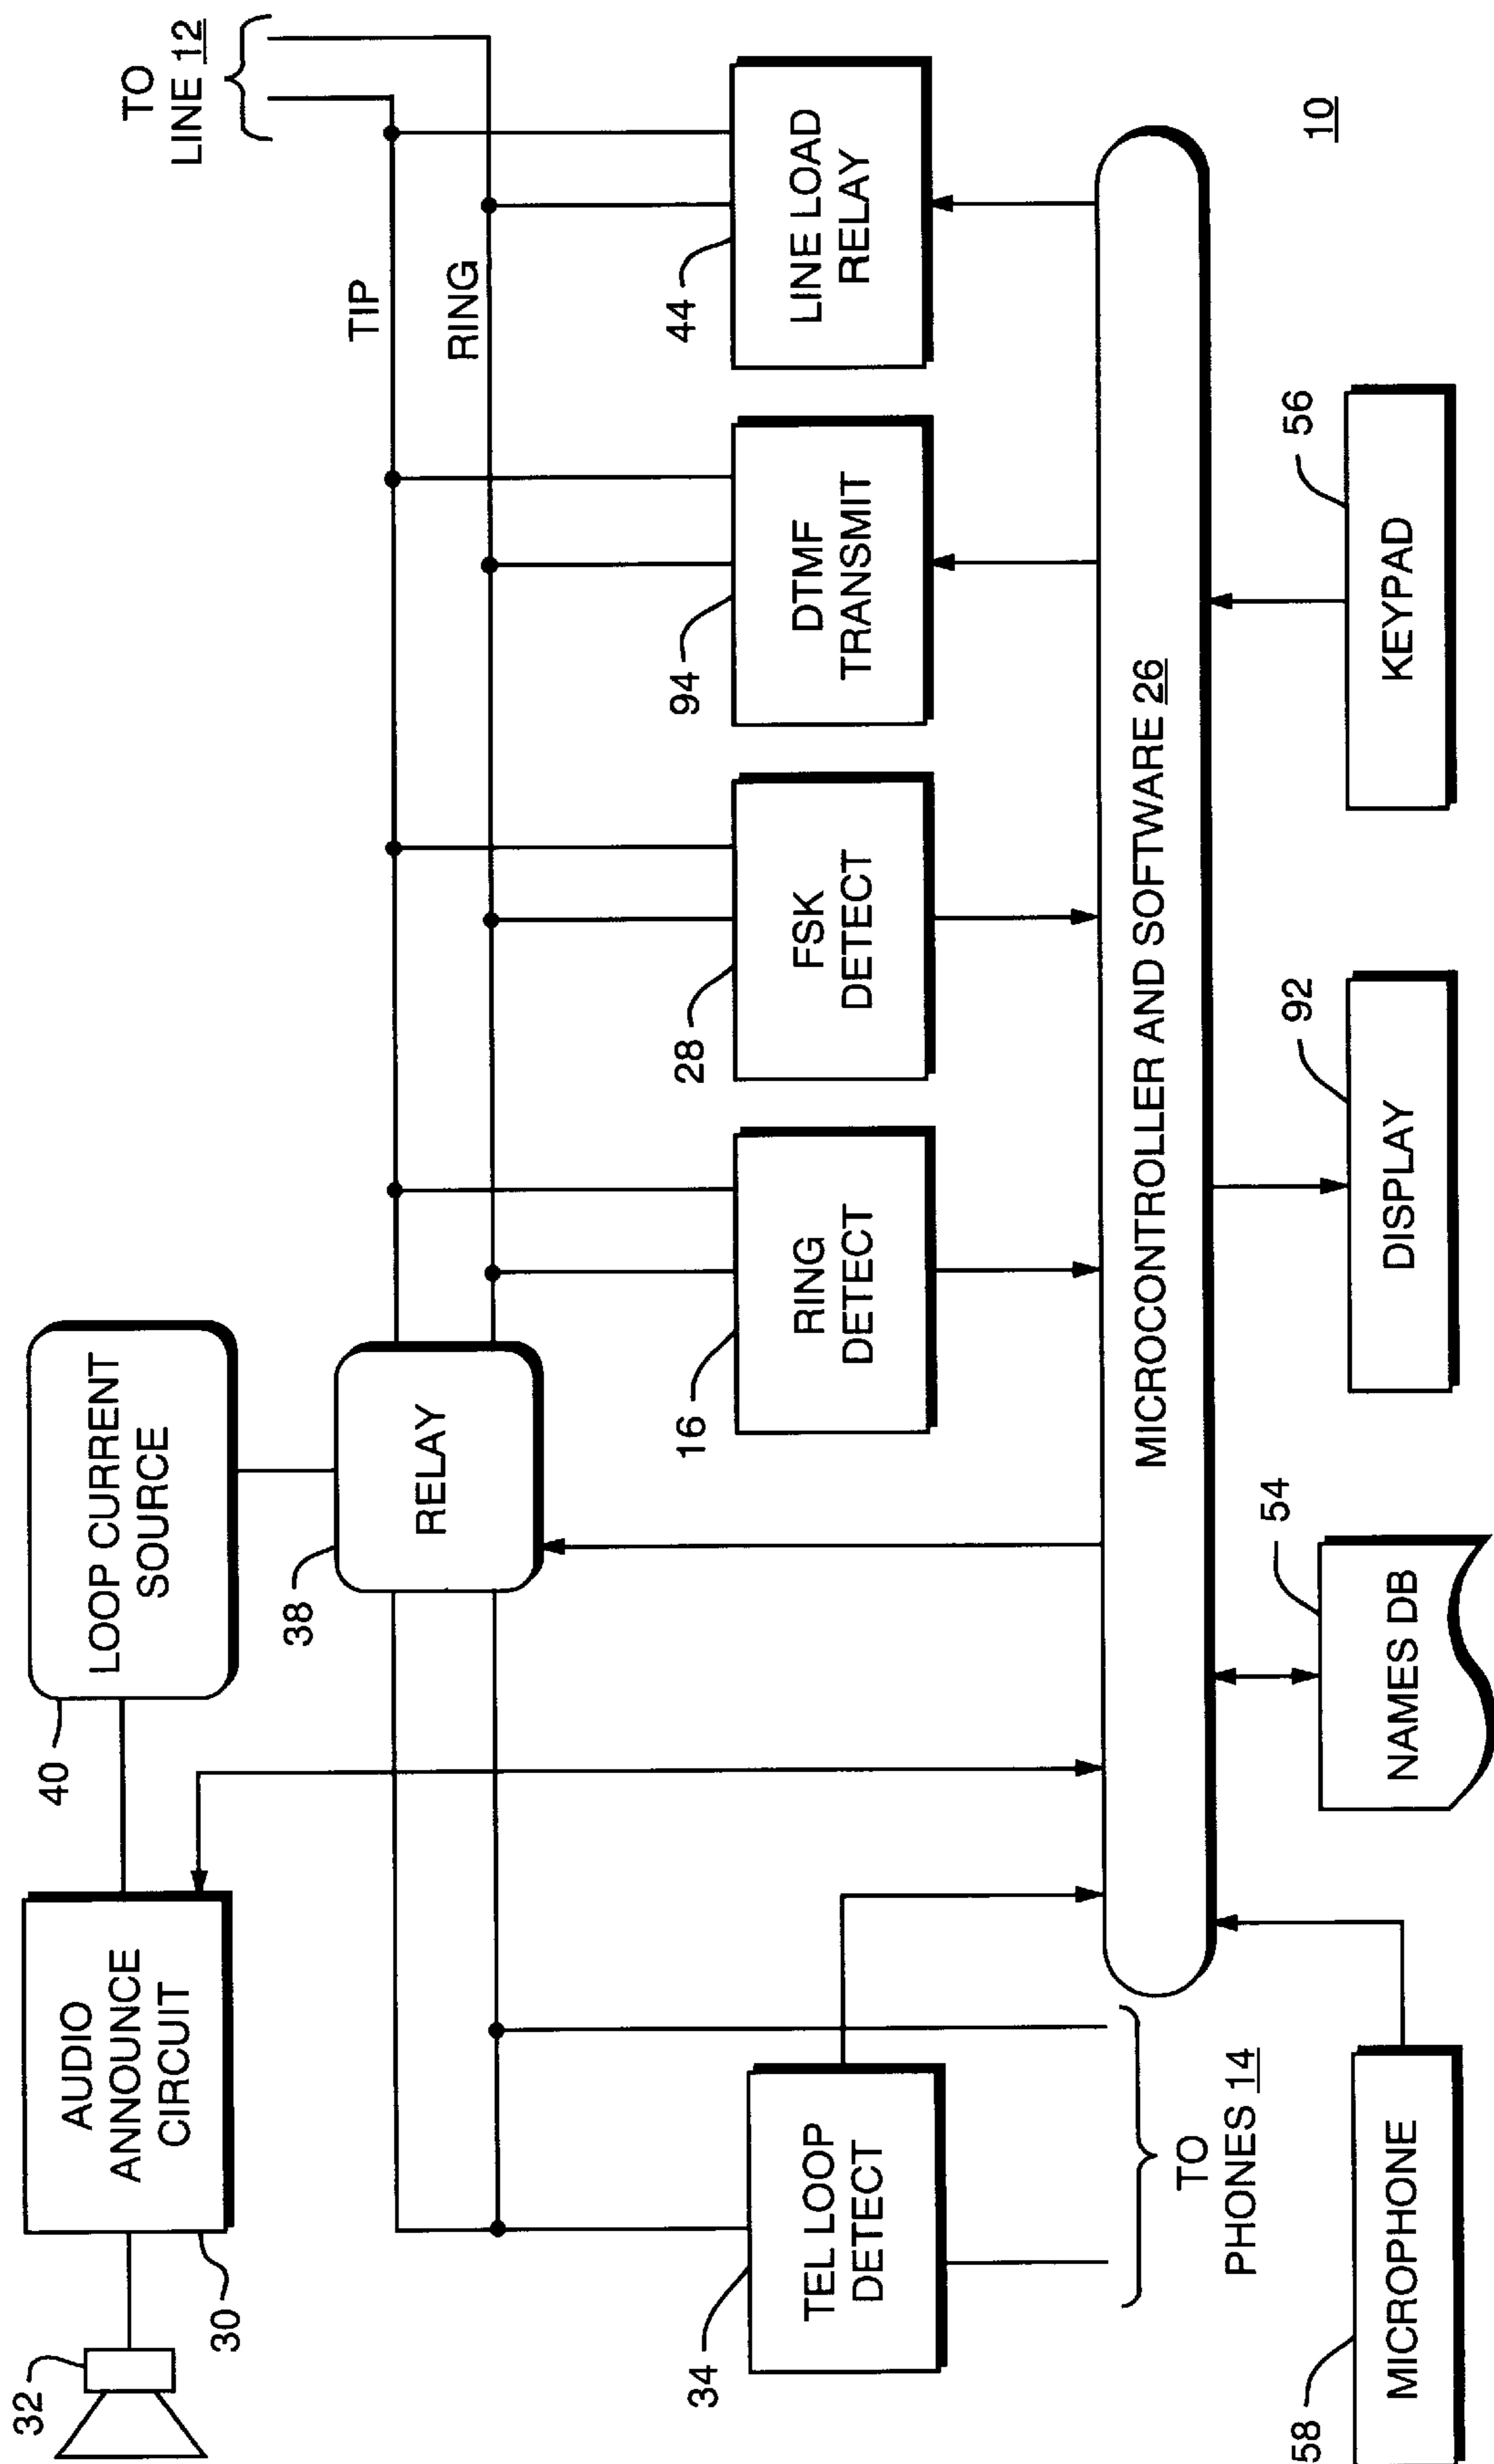 32
30
AUDIO
ANNOUNCE
CIRCUIT
40
LOOP CURRENT
SOURCE
TO
LINE 12
TIP
RING
38
RELAY
34
TEL LOOP
DETECT
16
RING
DETECT
28
FSK
DETECT
94
DTMF
TRANSMIT
44
LINE LOAD
RELAY
TO
PHONES 14
MICROCONTROLLER AND SOFTWARE 26
10
58
MICROPHONE
54
NAMES DB
92
DISPLAY
56
KEYPAD